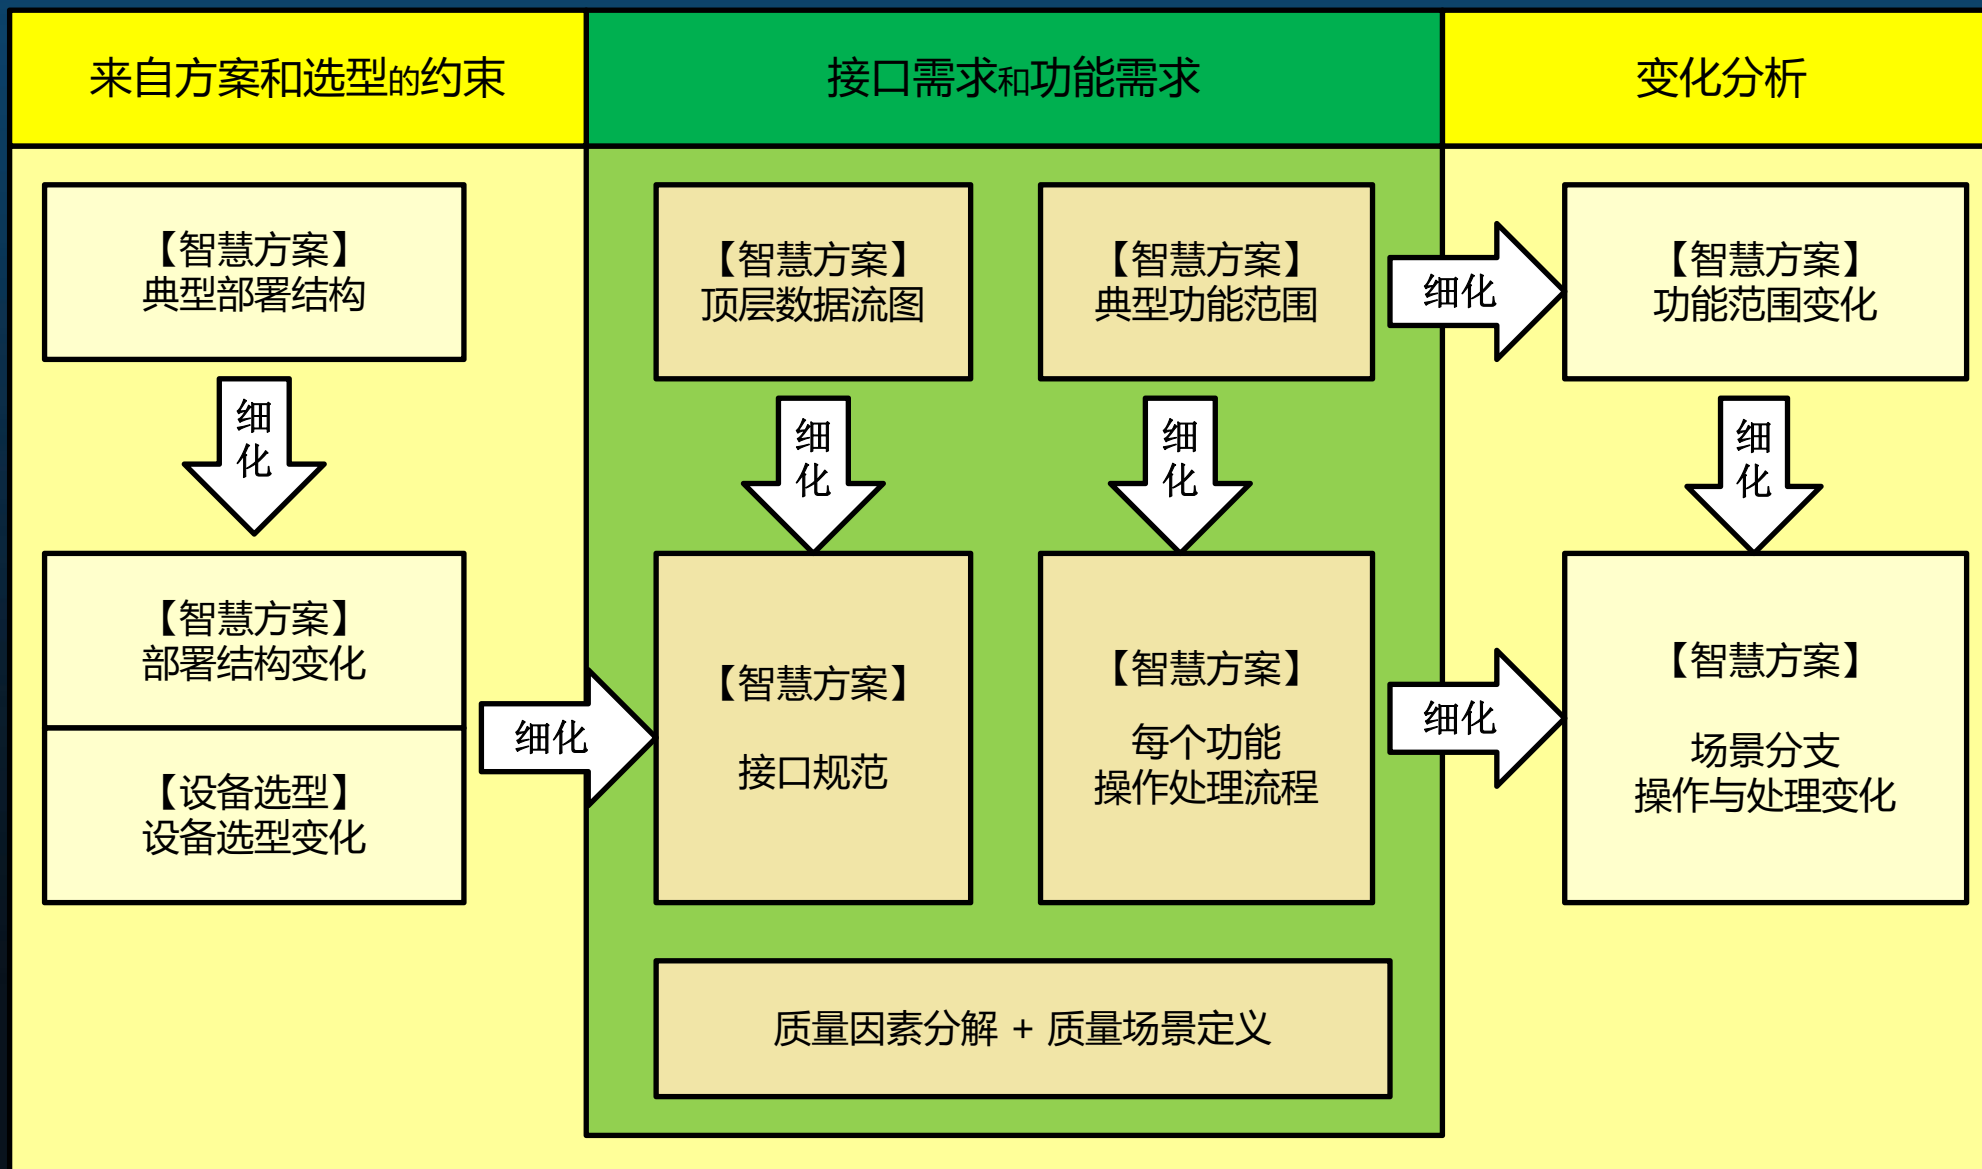 来自方案和选型的约束
接口需求和功能需求
变化分析
【智慧方案】
典型部署结构
细
化
【智慧方案】
部署结构变化
【设备选型】
设备选型变化
细化
【智慧方案】
顶层数据流图
细
化
【智慧方案】
接口规范
【智慧方案】
典型功能范围
细
化
【智慧方案】
每个功能
操作处理流程
质量因素分解 + 质量场景定义
细化
细化
【智慧方案】
功能范围变化
细
化
【智慧方案】
场景分支
操作与处理变化